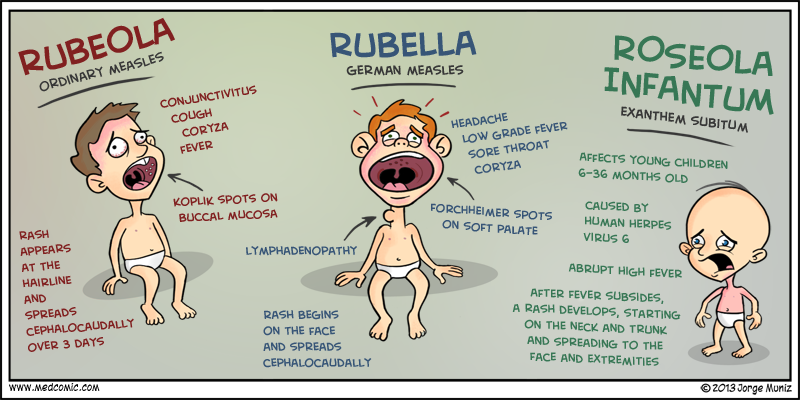 RUBEOLA
ORDINARY MEASLES
CONJUNCTIVITUS
COUGH
CORYZA
FEVER
KOPLIK SPOTS ON
BUCCAL MUCOSA
RASH
APPEARS
AT THE
HAIRLINE
AND
SPREADS
CEPHALOCAUDALLY
OVER 3 DAYS
RUBELLA
GERMAN MEASLES
HEADACHE
LOW GRADE FEVER
SORE THROAT
CORYZA
FORCHHEIMER SPOTS
ON SOFT PALATE
LYMPHADENOPATHY
RASH BEGINS
ON THE FACE
AND SPREADS
CEPHALOCAUDALLY
ROSEOLA
INFANTUM
EXANTHEM SUBITUM
AFFECTS YOUNG CHILDREN
6-36 MONTHS OLD
CAUSED BY
HUMAN HERPES
VIRUS 6
ABRUPT HIGH FEVER
AFTER FEVER SUBSIDES,
A RASH DEVELOPS, STARTING
ON THE NECK AND TRUNK
AND SPREADING TO THE
FACE AND EXTREMITIES
www.medcomic.com
© 2013 Jorge Muniz